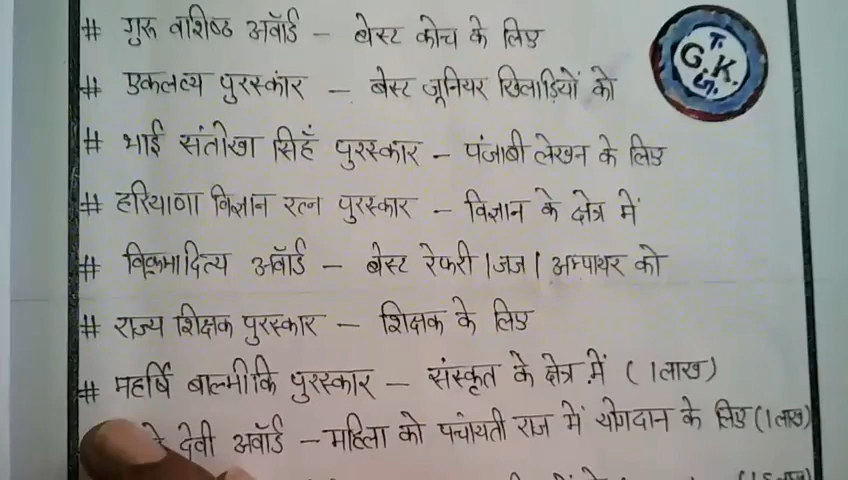 # गुरू वशिष्ठ अवॉर्ड – बेस्ट कोच के लिए
# एकलव्य पुरस्कार – बेस्ट जूनियर खिलाड़ियों को
# भाई संतोख सिहँ पुरस्कार – पंजाबी लेखन के लिए
# हरियाणा विज्ञान रत्न पुरस्कार – विज्ञान के क्षेत्र में
# विक्रमादित्य अवॉर्ड – बेस्ट रेफरी | जज | अम्पायर को
# राज्य शिक्षक पुरस्कार – शिक्षक के लिए
# महर्षि बाल्मीकि पुरस्कार – संस्कृत के क्षेत्र में (1 लाख)
देवी अवॉर्ड – महिला को पचांयती राज में योगदान के लिए (1 लाख)
T.
G. K.